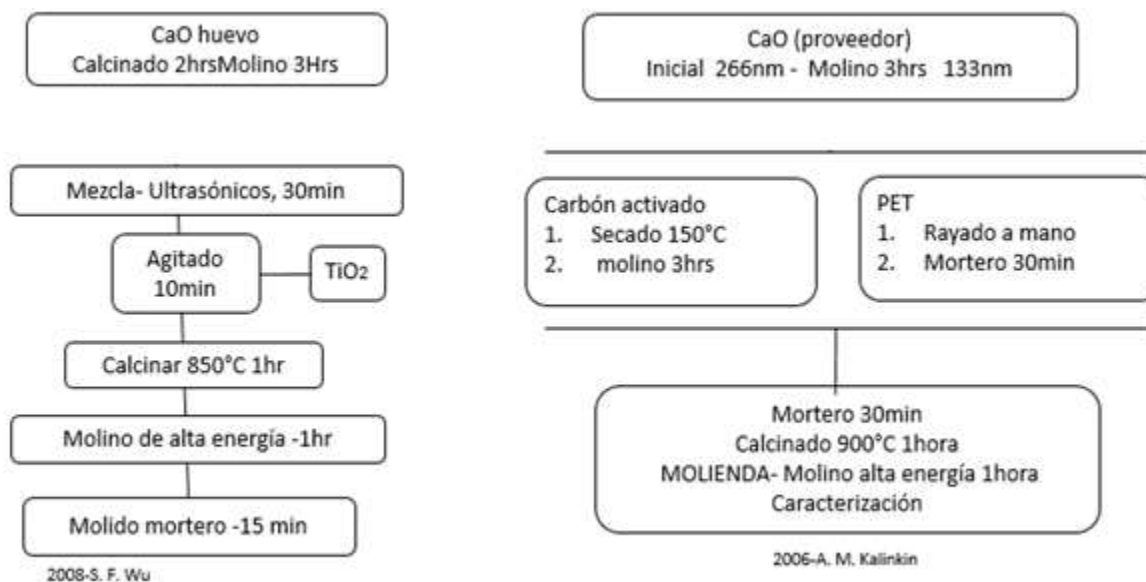 CaO huevo
Calcinado 2hrsMolino 3Hrs
Mezcla- Ultrasónicos, 30min
Agitado
10min
TiO2
Calcinar 850°C 1hr
Molino de alta energía -1hr
Molido mortero -15 min
2008-S. F. Wu
CaO (proveedor)
Inicial 266nm - Molino 3hrs 133nm
Carbón activado
1. Secado 150°C
2. molino 3hrs
PET
1. Rayado a mano
2. Mortero 30min
Mortero 30min
Calcinado 900°C 1hora
MOLIENDA- Molino alta energía 1hora
Caracterización
2006-A. M. Kalinkin